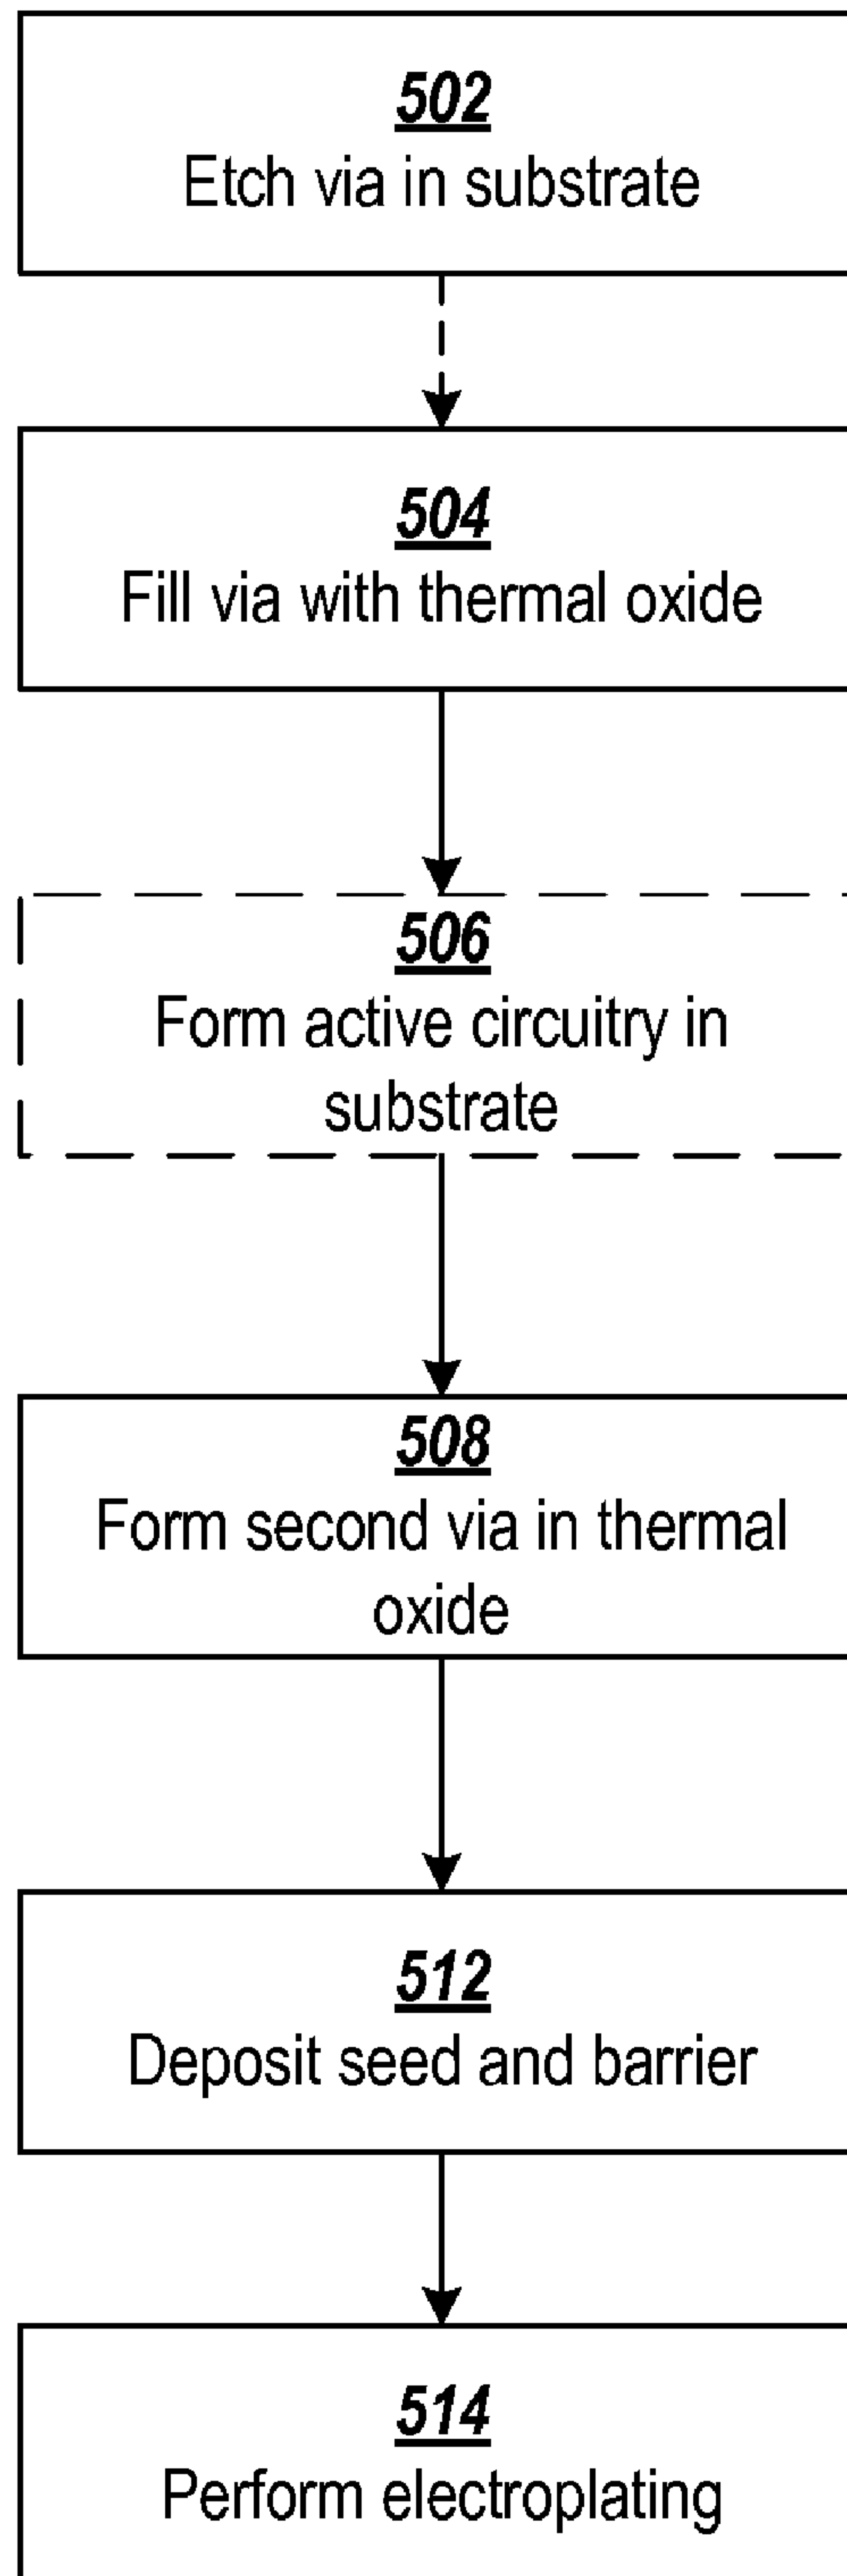 502
Etch via in substrate
504
Fill via with thermal oxide
506
Form active circuitry in
substrate
508
Form second via in thermal
oxide
512
Deposit seed and barrier
514
Perform electroplating